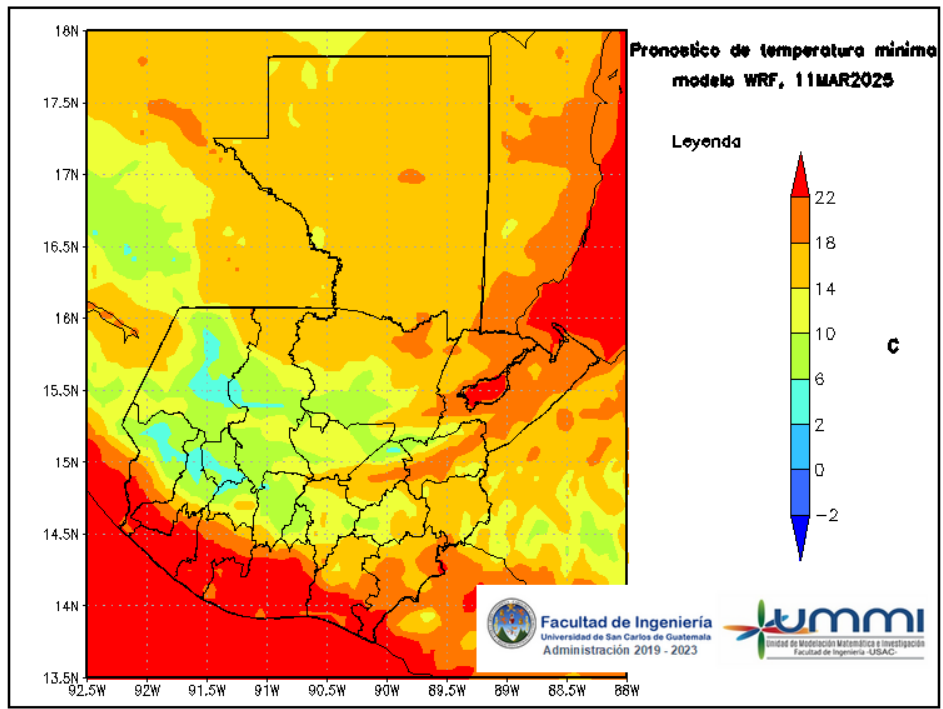 Pronostico de temperatura minima
modelo WRF, 11MAR2025
Leyenda
22
18
14
10
6
2
0
−2
C
18N
17.5N
17N
16.5N
16N
15.5N
15N
14.5N
14N
13.5N
92.5W 92W 91.5W 91W 90.5W 90W 89.5W 89W 88.5W 88W
Facultad de Ingeniería
Universidad de San Carlos de Guatemala
Administración 2019 - 2023
UMMI
Unidad de Modelación Matemática e Investigación
Facultad de Ingeniería -USAC-